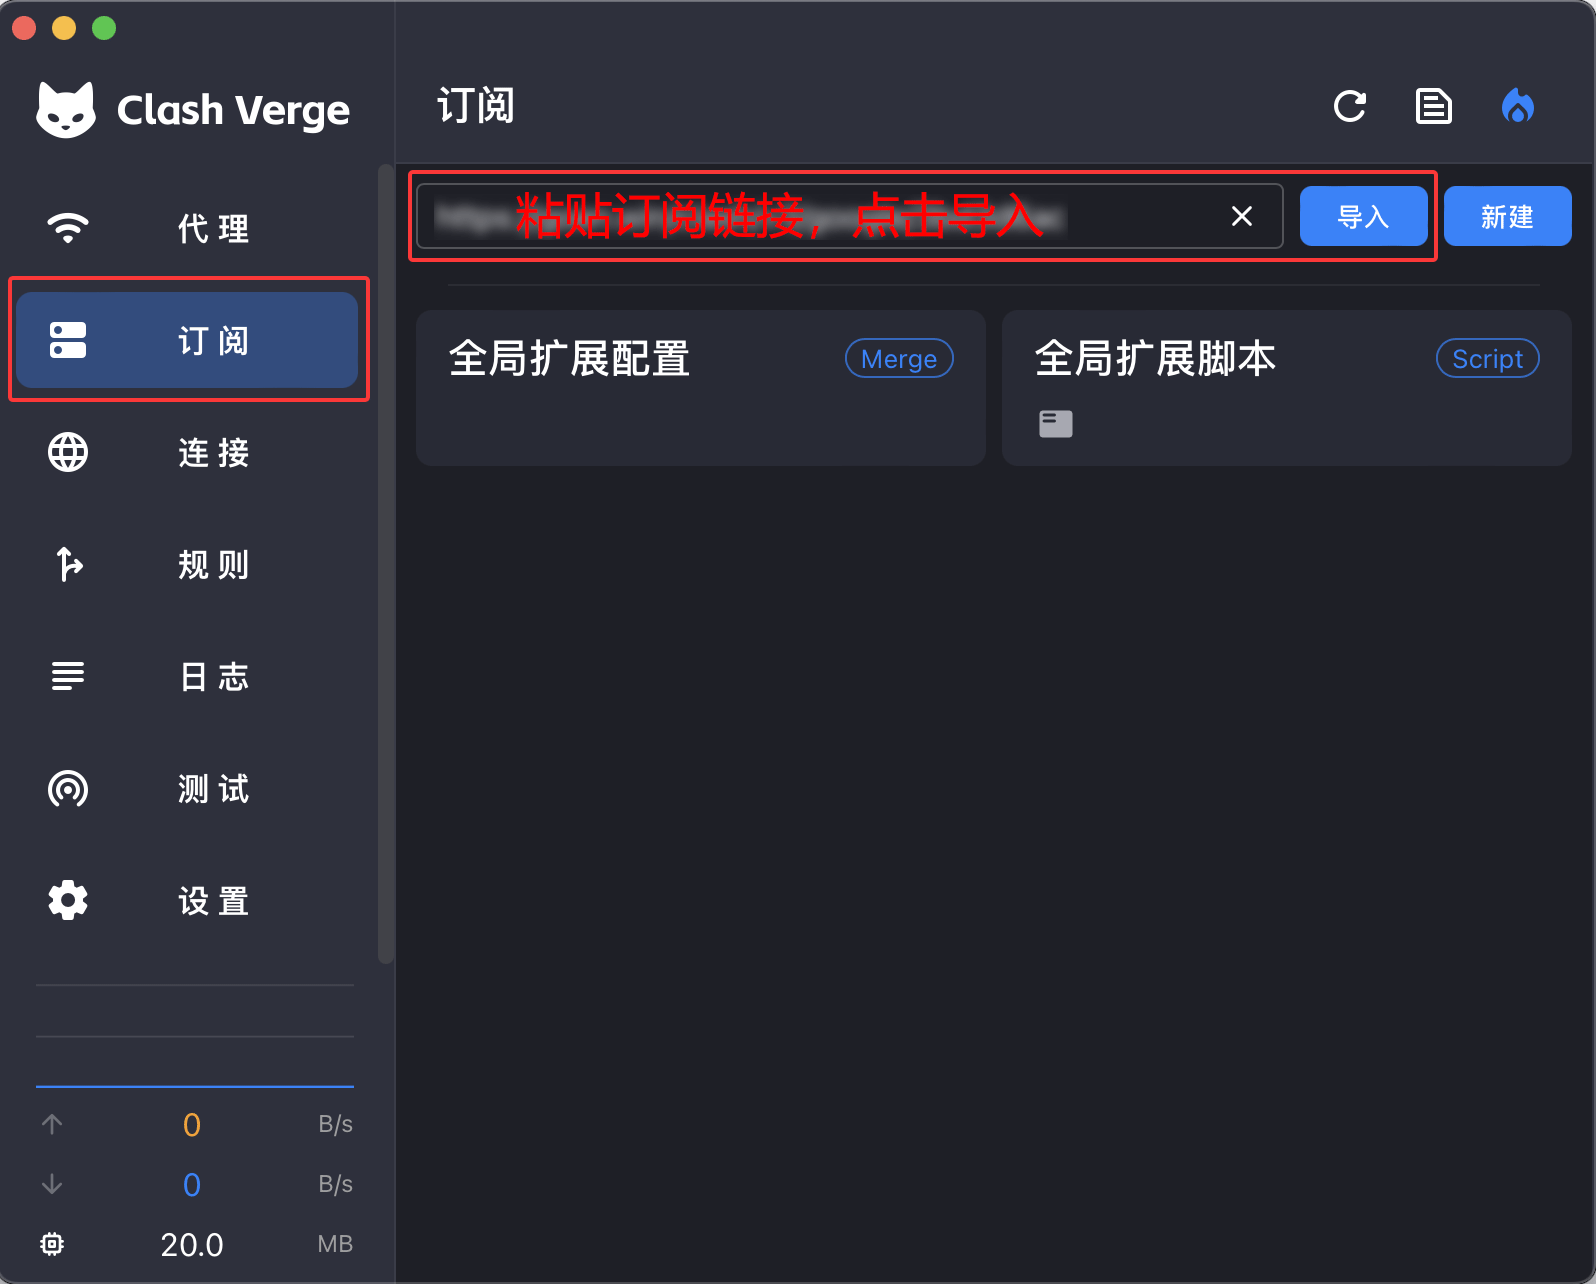 Clash Verge
订阅
粘贴订阅链接，点击导入
导入
新建
代理
订阅
连接
规则
日志
测试
设置
全局扩展配置
Merge
全局扩展脚本
Script
0 B/s
0 B/s
20.0 MB